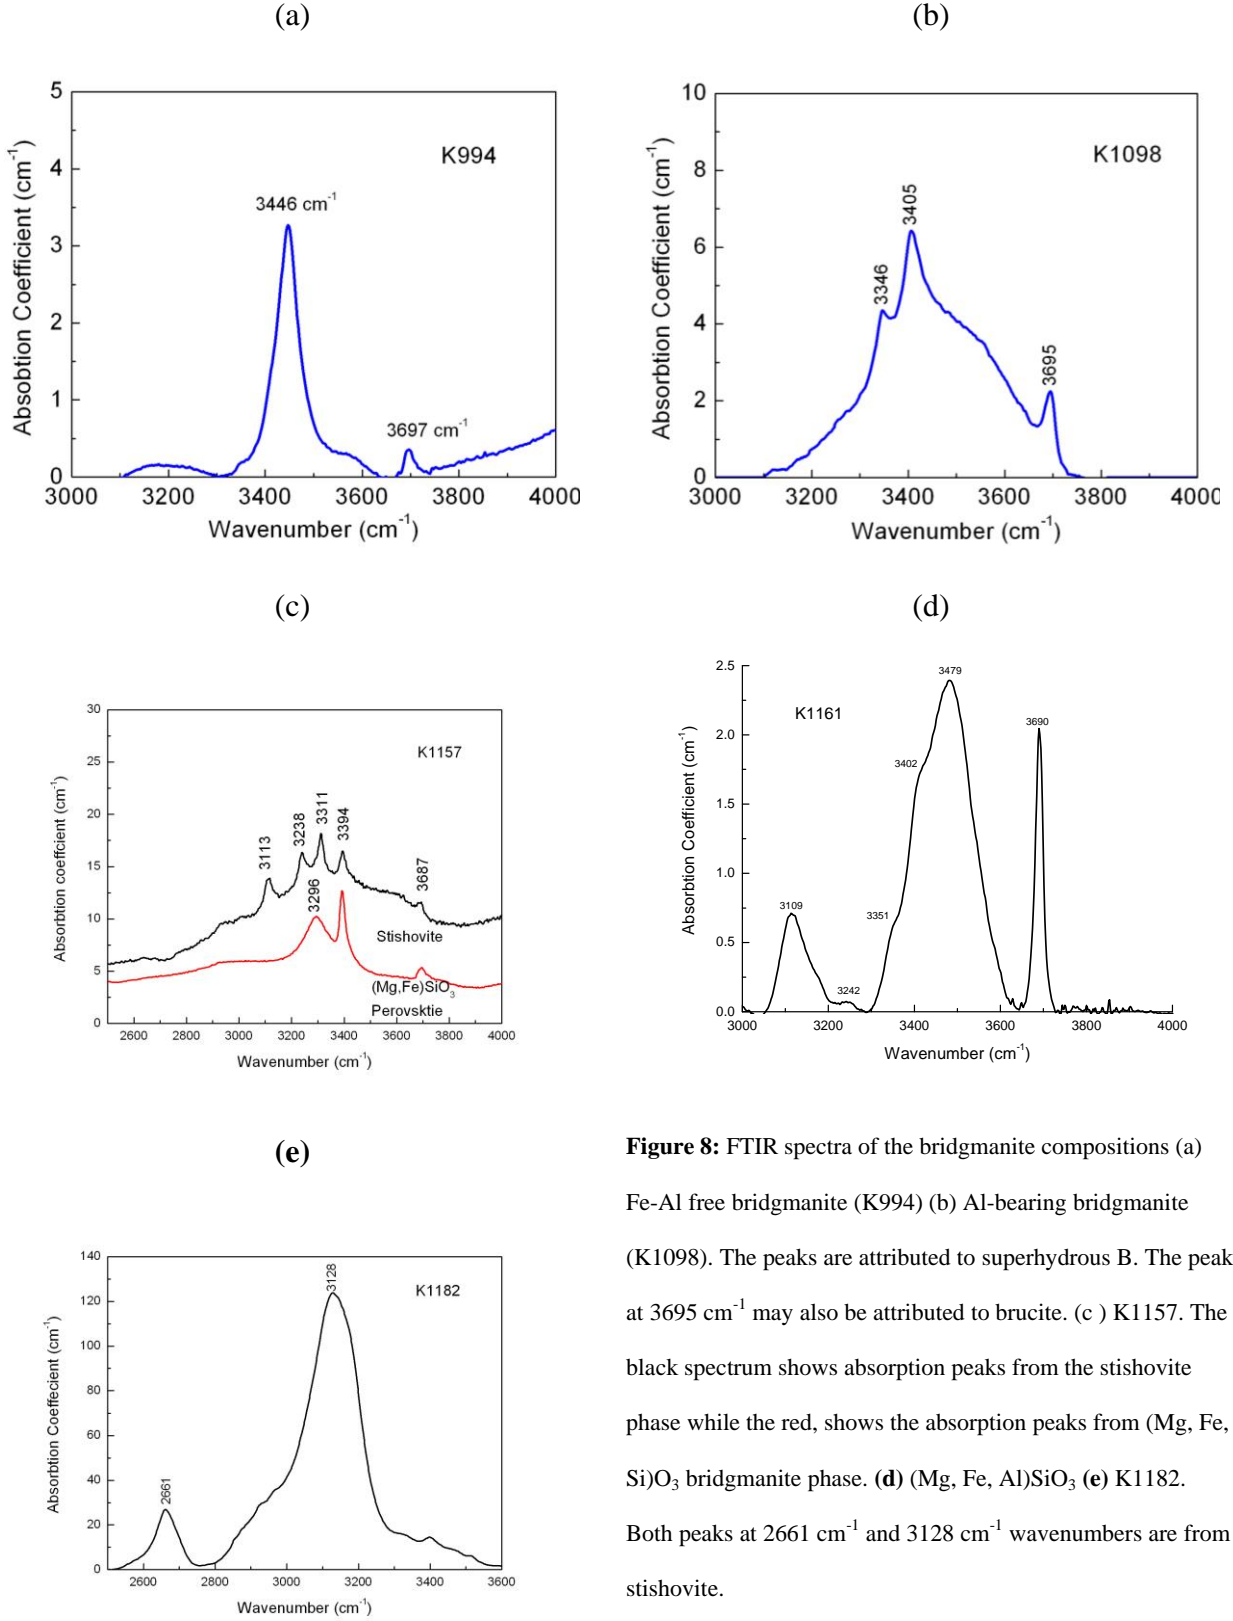 (a)
5
4
3
2
1
0
3000 3200 3400 3600 3800 4000
Absobtion Coefficient (cm-1)
Wavenumber (cm-1)
K994
3446 cm-1
3697 cm-1
(b)
10
8
6
4
2
0
3000 3200 3400 3600 3800 4000
Absorbtion Coefficient (cm-1)
Wavenumber (cm-1)
K1098
3346
3405
3695
(c)
30
25
20
15
10
5
0
2600 2800 3000 3200 3400 3600 3800 4000
Absorbtion coeffcient (cm-1)
Wavenumber (cm-1)
K1157
3113
3238
3311
3394
3687
3296
Stishovite
(Mg,Fe)SiO3
Perovsktie
(d)
2.5
2.0
1.5
1.0
0.5
0.0
3000 3200 3400 3600 3800 4000
Absorbtion Coefficient (cm-1)
Wavenumber (cm-1)
K1161
3109
3242
3351
3402
3479
3690
(e)
140
120
100
80
60
40
20
0
2600 2800 3000 3200 3400 3600
Absorbtion Coeffecient (cm-1)
Wavenumber (cm-1)
K1182
2661
3128
Figure 8: FTIR spectra of the bridgmanite compositions (a)
Fe-Al free bridgmanite (K994) (b) Al-bearing bridgmanite
(K1098). The peaks are attributed to superhydrous B. The peak
at 3695 cm-1 may also be attributed to brucite. (c ) K1157. The
black spectrum shows absorption peaks from the stishovite
phase while the red, shows the absorption peaks from (Mg, Fe,
Si)O3 bridgmanite phase. (d) (Mg, Fe, Al)SiO3 (e) K1182.
Both peaks at 2661 cm-1 and 3128 cm-1 wavenumbers are from
stishovite.